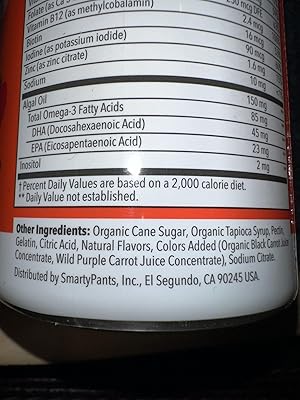 Vitamin B12 (as methylcobalamin) 2.4 mcg
Biotin 16 mcg
Iodine (as potassium iodide) 90 mcg
Zinc (as zinc citrate) 1.6 mg
Sodium 10 mg
Algal Oil 150 mg
Total Omega-3 Fatty Acids 85 mg
DHA (Docosahexaenoic Acid) 45 mg
EPA (Eicosapentaenoic Acid) 23 mg
Inositol 2 mg
† Percent Daily Values are based on a 2,000 calorie diet.
** Daily Value not established.
Other Ingredients: Organic Cane Sugar, Organic Tapioca Syrup, Pectin,
Gelatin, Citric Acid, Natural Flavors, Colors Added (Organic Black Carrot Juice
Concentrate, Wild Purple Carrot Juice Concentrate), Sodium Citrate.
Distributed by SmartyPants, Inc., El Segundo, CA 90245 USA.